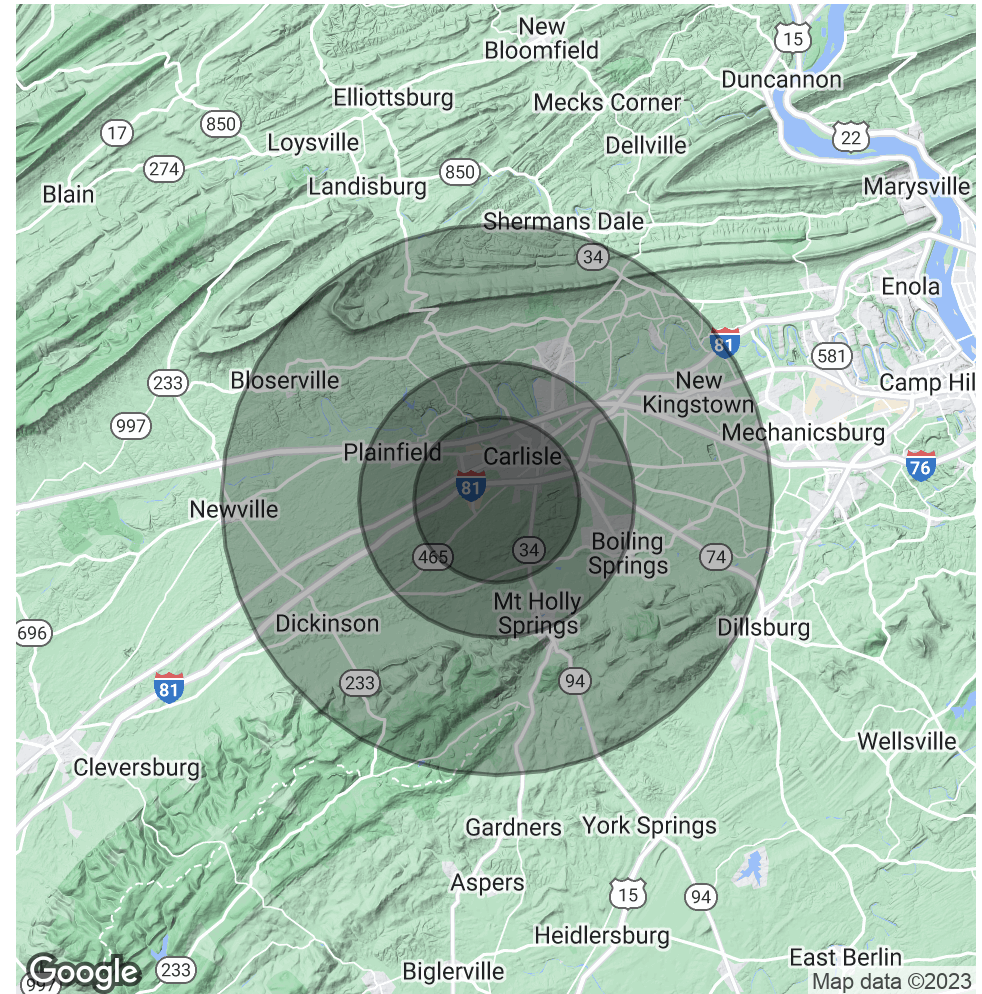 New
Bloomfield
15
Duncannon
Elliottsburg
Mecks Corner
17
850
22
Loysville
Dellville
274
850
Blain
Landisburg
Marysville
Shermans Dale
34
Enola
81
581
233
Bloserville
New
Kingstown
Camp Hil
997
Mechanicsburg
Plainfield
Carlisle
76
81
Newville
Boiling
Springs
465
34
74
Mt Holly
Springs
Dickinson
Dillsburg
696
233
94
81
Wellsville
Cleversburg
Gardners
York Springs
Aspers
15
94
Heidlersburg
East Berlin
Google
233
Biglerville
997
Map data ©2023